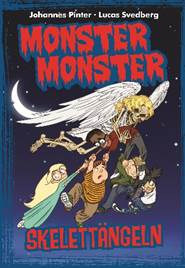 Johannes Pinter · Lucas Svedberg
MONSTER
MONSTER
SKELETTÄNGELN